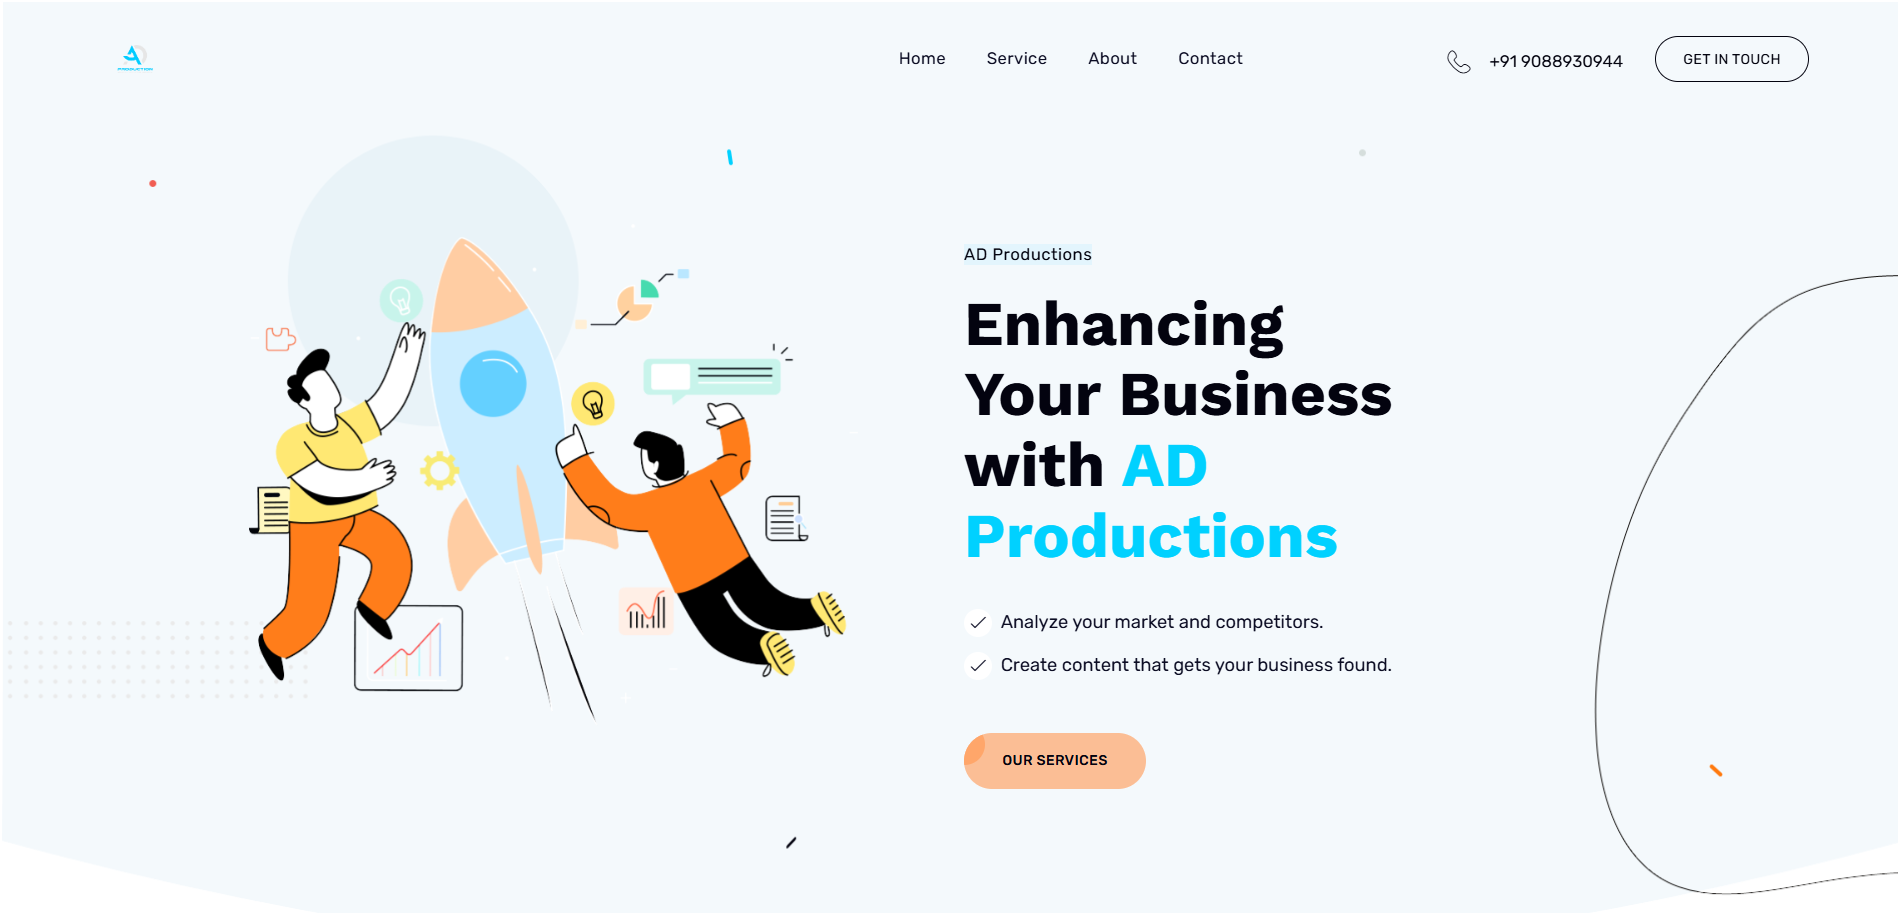 PRODUCTION
Home Service About Contact
+91 9088930944
GET IN TOUCH
AD Productions
Enhancing
Your Business
with AD
Productions
Analyze your market and competitors.
Create content that gets your business found.
OUR SERVICES